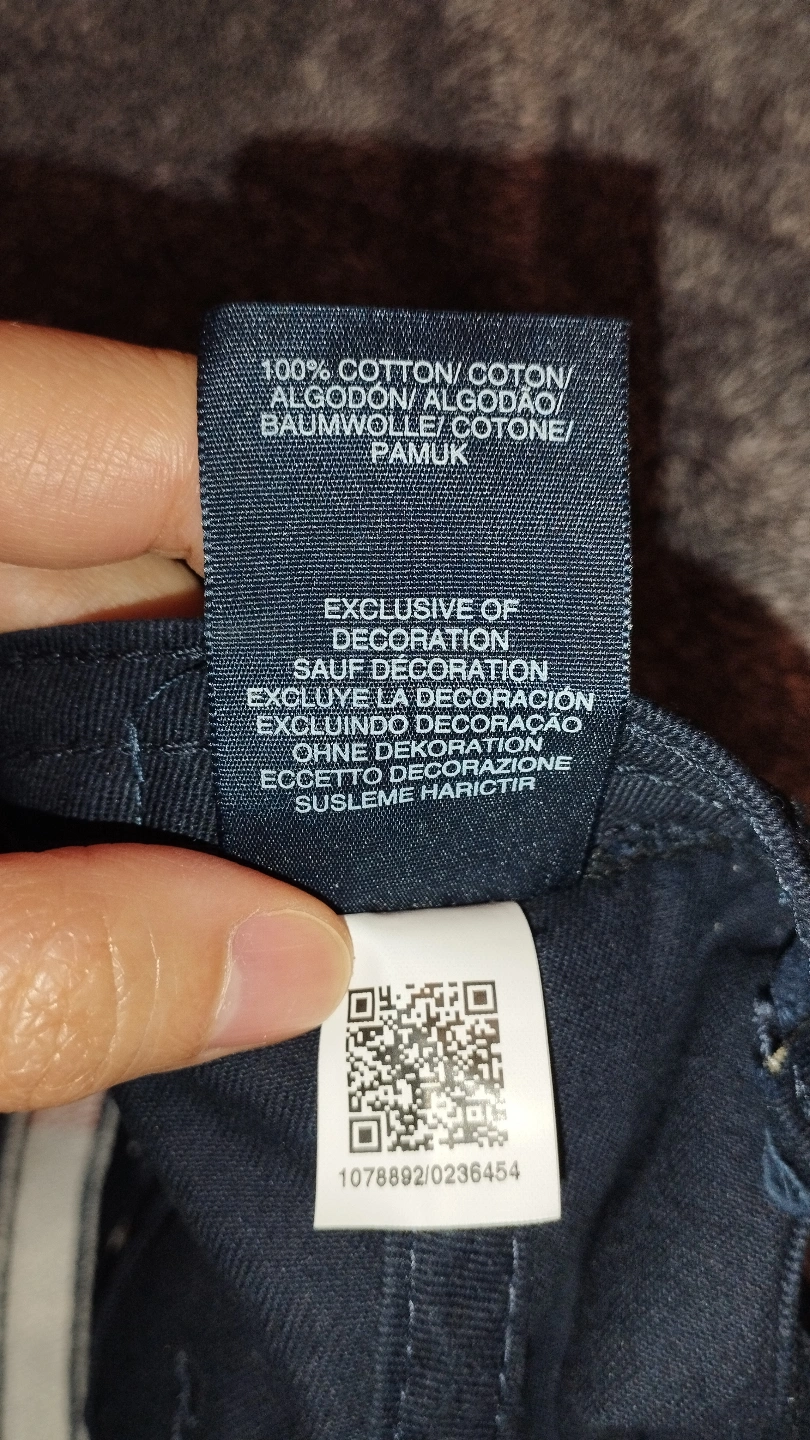 100% COTTON/ COTON/
ALGODÓN/ ALGODÃO/
BAUMWOLLE/ COTONE/
PAMUK
EXCLUSIVE OF
DECORATION
SAUF DÉCORATION
EXCLUYE LA DECORACIÓN
EXCLUINDO DECORAÇÃO
OHNE DEKORATION
ECCETTO DECORAZIONE
SUSLEME HARICTIR
1078892/0236454